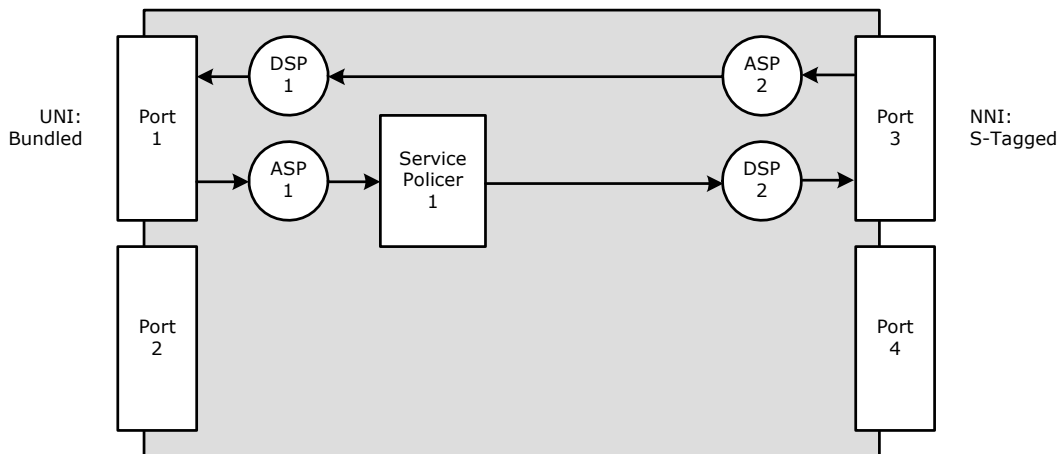 DSP
1
ASP
2
UNI:
Bundled
Port
1
Port
3
NNI:
S-Tagged
ASP
1
Service
Policer
1
DSP
2
Port
2
Port
4